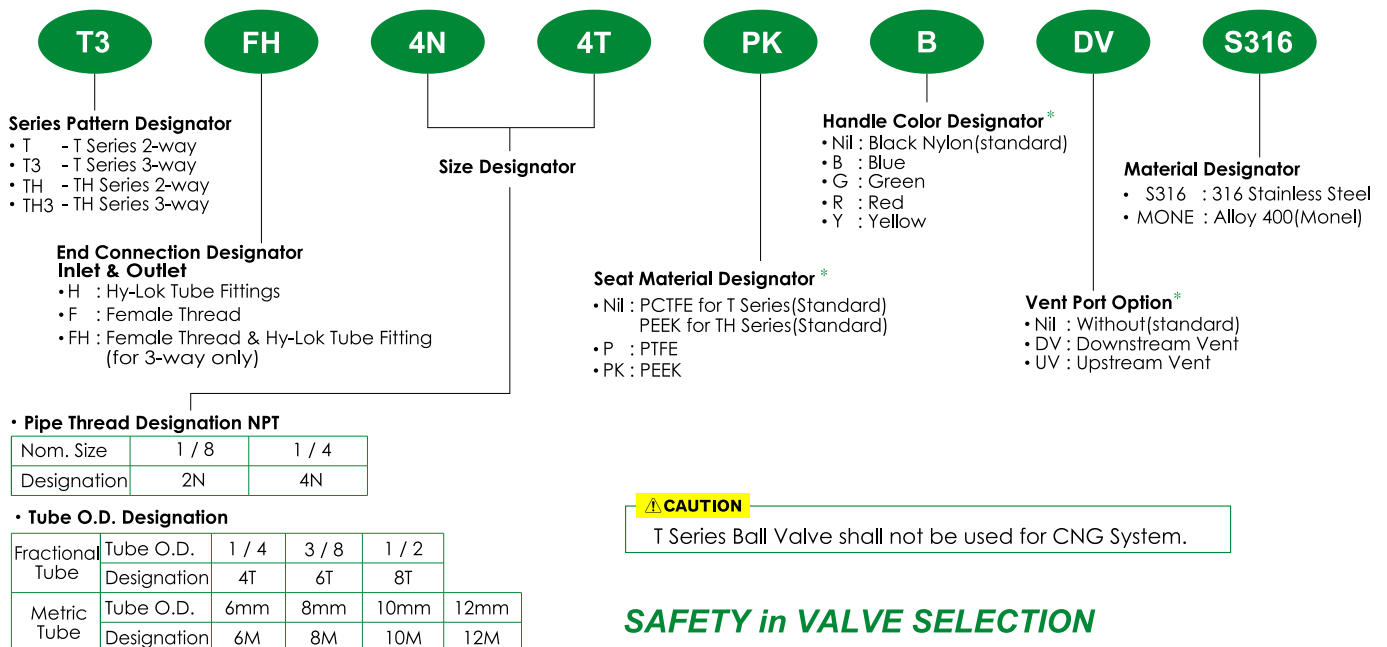 T3 FH 4N 4T PK B DV S316
Series Pattern Designator
• T - T Series 2-way
• T3 - T Series 3-way
• TH - TH Series 2-way
• TH3 - TH Series 3-way
Size Designator
Handle Color Designator*
• Nil : Black Nylon(standard)
• B : Blue
• G : Green
• R : Red
• Y : Yellow
Material Designator
• S316 : 316 Stainless Steel
• MONE : Alloy 400(Monel)
End Connection Designator
Inlet & Outlet
• H : Hy-Lok Tube Fittings
• F : Female Thread
• FH : Female Thread & Hy-Lok Tube Fitting
(for 3-way only)
Seat Material Designator *
• Nil : PCTFE for T Series(Standard)
PEEK for TH Series(Standard)
• P : PTFE
• PK : PEEK
Vent Port Option*
• Nil : Without(standard)
• DV : Downstream Vent
• UV : Upstream Vent
• Pipe Thread Designation NPT
Nom. Size 1 / 8 1 / 4
Designation 2N 4N
• Tube O.D. Designation
Fractional Tube Tube O.D. 1 / 4 3 / 8 1 / 2
Designation 4T 6T 8T
Metric Tube Tube O.D. 6mm 8mm 10mm 12mm
Designation 6M 8M 10M 12M
⚠CAUTION
T Series Ball Valve shall not be used for CNG System.
SAFETY in VALVE SELECTION